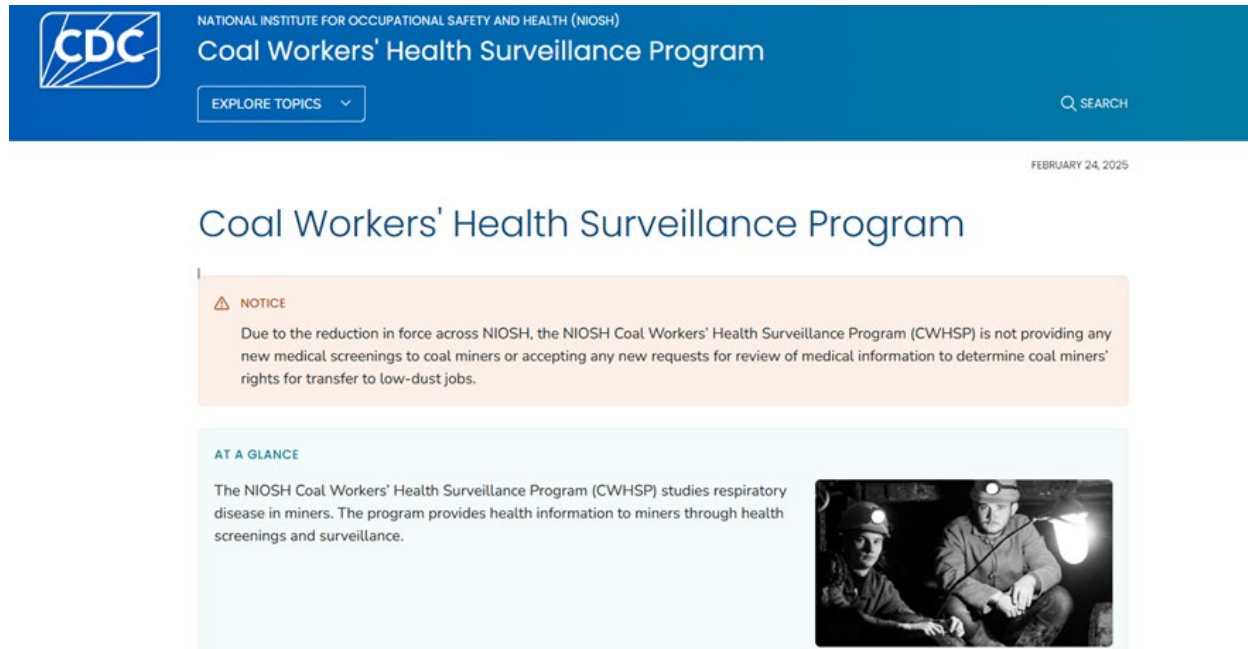 CDC
NATIONAL INSTITUTE FOR OCCUPATIONAL SAFETY AND HEALTH (NIOSH)
Coal Workers' Health Surveillance Program
EXPLORE TOPICS
SEARCH
FEBRUARY 24, 2025
Coal Workers' Health Surveillance Program
NOTICE
Due to the reduction in force across NIOSH, the NIOSH Coal Workers’ Health Surveillance Program (CWHSP) is not providing any
new medical screenings to coal miners or accepting any new requests for review of medical information to determine coal miners’
rights for transfer to low-dust jobs.
AT A GLANCE
The NIOSH Coal Workers’ Health Surveillance Program (CWHSP) studies respiratory
disease in miners. The program provides health information to miners through health
screenings and surveillance.